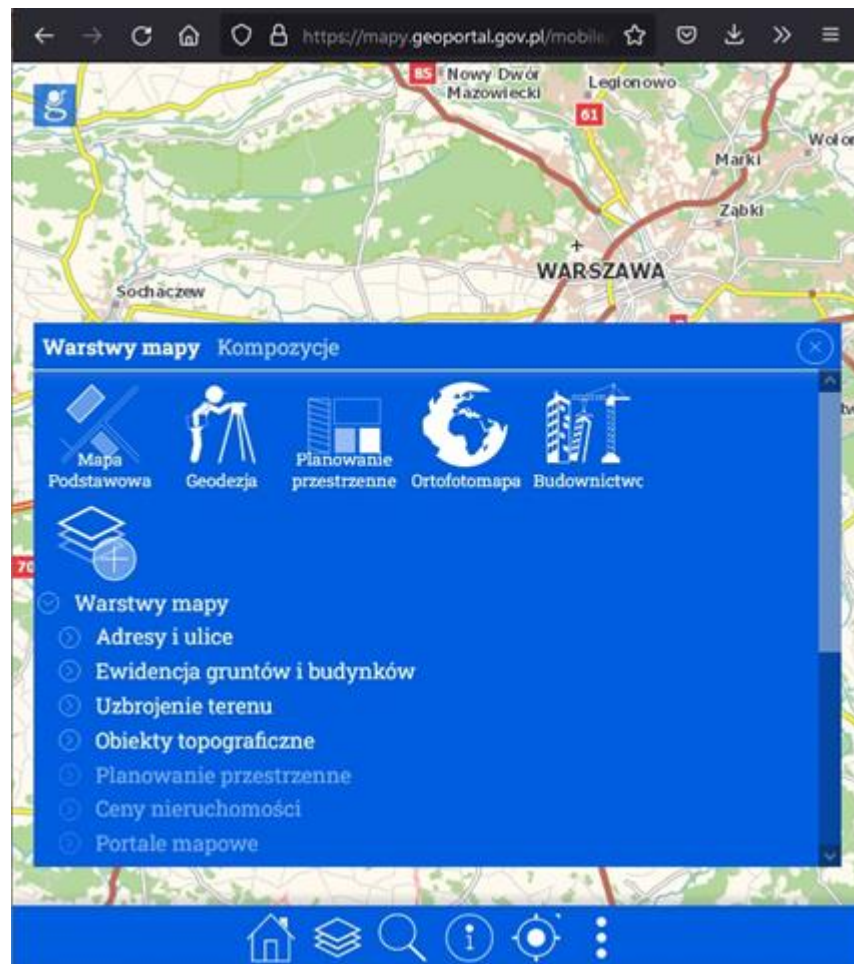 https://mapy.geoportal.gov.pl/mobile
85
Nowy Dwór
Mazowiecki
Legionowo
61
Marki
Ząbki
WARSZAWA
Sochaczew
Warstwy mapy Kompozycje
Mapa
Podstawowa
Geodezja
Planowanie
przestrzenne
Ortofotomapa
Budownictwo
70
Warstwy mapy
Adresy i ulice
Ewidencja gruntów i budynków
Uzbrojenie terenu
Obiekty topograficzne
Planowanie przestrzenne
Ceny nieruchomości
Portale mapowe